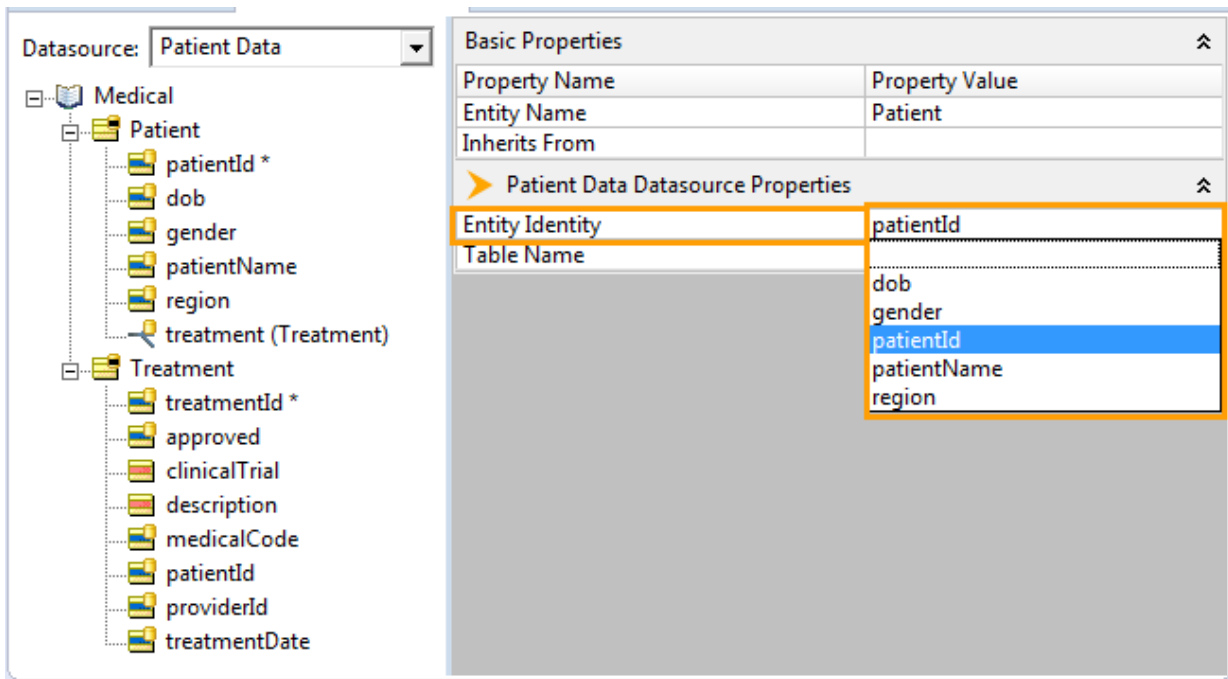 Datasource: Patient Data
Medical
Patient
patientId *
dob
gender
patientName
region
treatment (Treatment)
Treatment
treatmentId *
approved
clinicalTrial
description
medicalCode
patientId
providerId
treatmentDate
Basic Properties
Property Name Property Value
Entity Name Patient
Inherits From
Patient Data Datasource Properties
Entity Identity patientId
Table Name
dob
gender
patientId
patientName
region